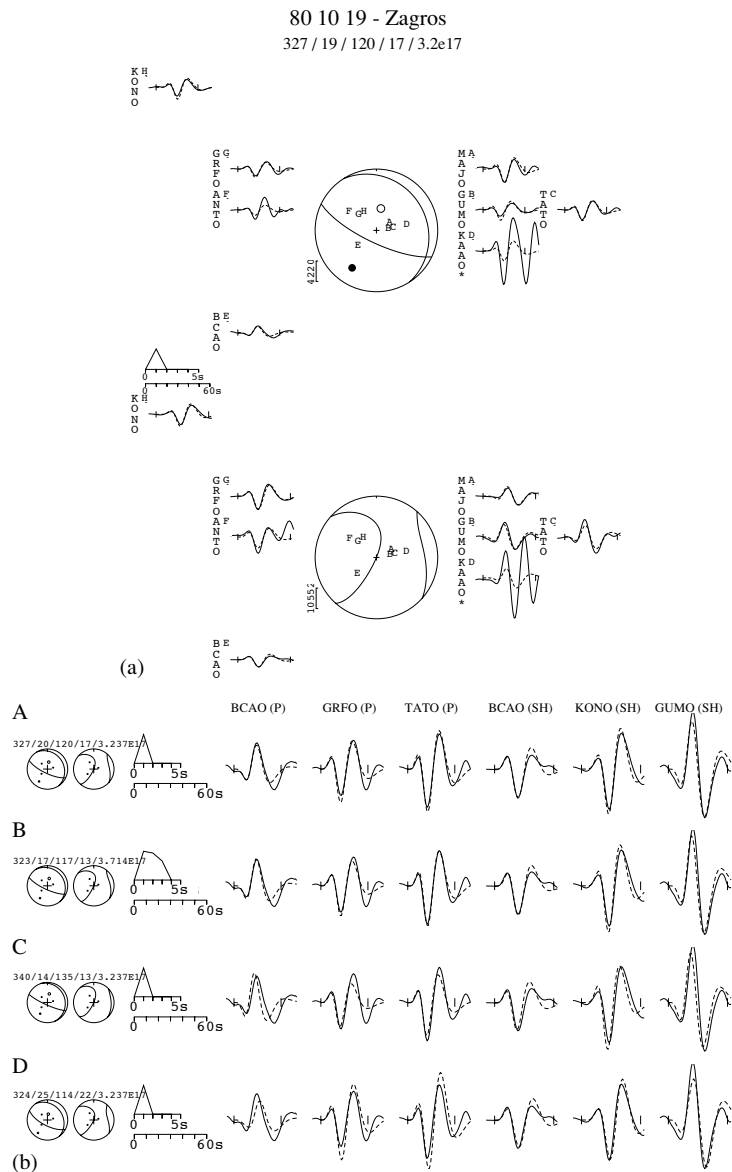 80 10 19 - Zagros
327 / 19 / 120 / 17 / 3.2e17
KONO H
GRFO G
ANTO F
MAJO A
GUMO B
TATO C
KAAO * D
F G H A B C D E
4220
BCAO E
0 5s
0 60s
KONO H
GRFO G
ANTO F
MAJO A
GUMO B
TATO C
KAAO * D
F G H A B C D E
10552
BCAO E
(a)
BCAO (P) GRFO (P) TATO (P) BCAO (SH) KONO (SH) GUMO (SH)
A
327/20/120/17/3.237E17
0 5s
0 60s
B
323/17/117/13/3.714E17
0 5s
0 60s
C
340/14/135/13/3.237E17
0 5s
0 60s
D
324/25/114/22/3.237E17
0 5s
0 60s
(b)